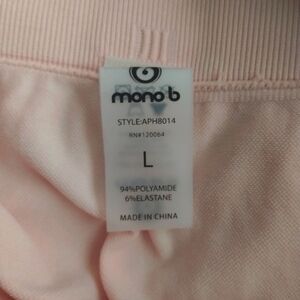 mono b
STYLE:APH8014
RN#120064
L
94%POLYAMIDE
6%ELASTANE
MADE IN CHINA